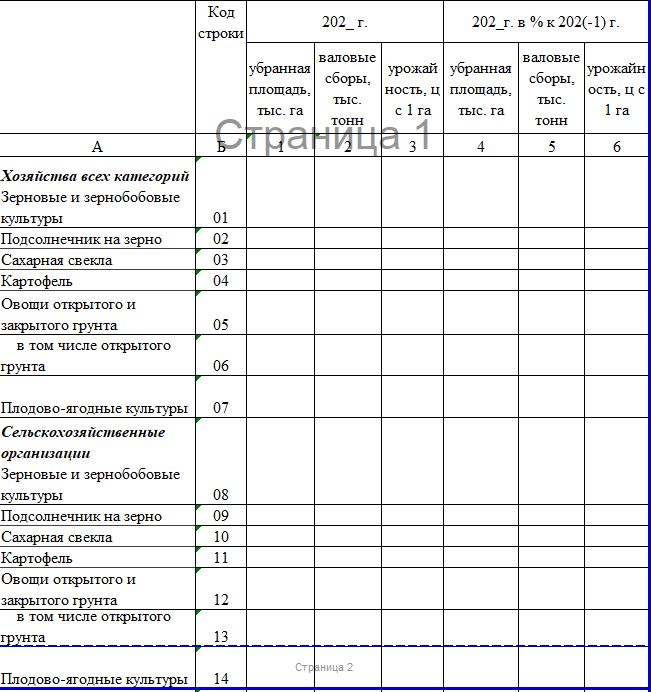 Код
строки
202_ г.
202_г. в % к 202(-1) г.
убранная
площадь,
тыс. га
валовые
сборы,
тыс.
тонн
урожай
ность, ц
с 1 га
убранная
площадь,
тыс. га
валовые
сборы,
тыс.
тонн
урожайн
ость, ц с
1 га
Страница 1
А Б 1 2 3 4 5 6
Хозяйства всех категорий
Зерновые и зернобобовые
культуры 01
Подсолнечник на зерно 02
Сахарная свекла 03
Картофель 04
Овощи открытого и
закрытого грунта 05
в том числе открытого
грунта 06
Плодово-ягодные культуры 07
Сельскохозяйственные
организации
Зерновые и зернобобовые
культуры 08
Подсолнечник на зерно 09
Сахарная свекла 10
Картофель 11
Овощи открытого и
закрытого грунта 12
в том числе открытого
грунта 13
Страница 2
Плодово-ягодные культуры 14